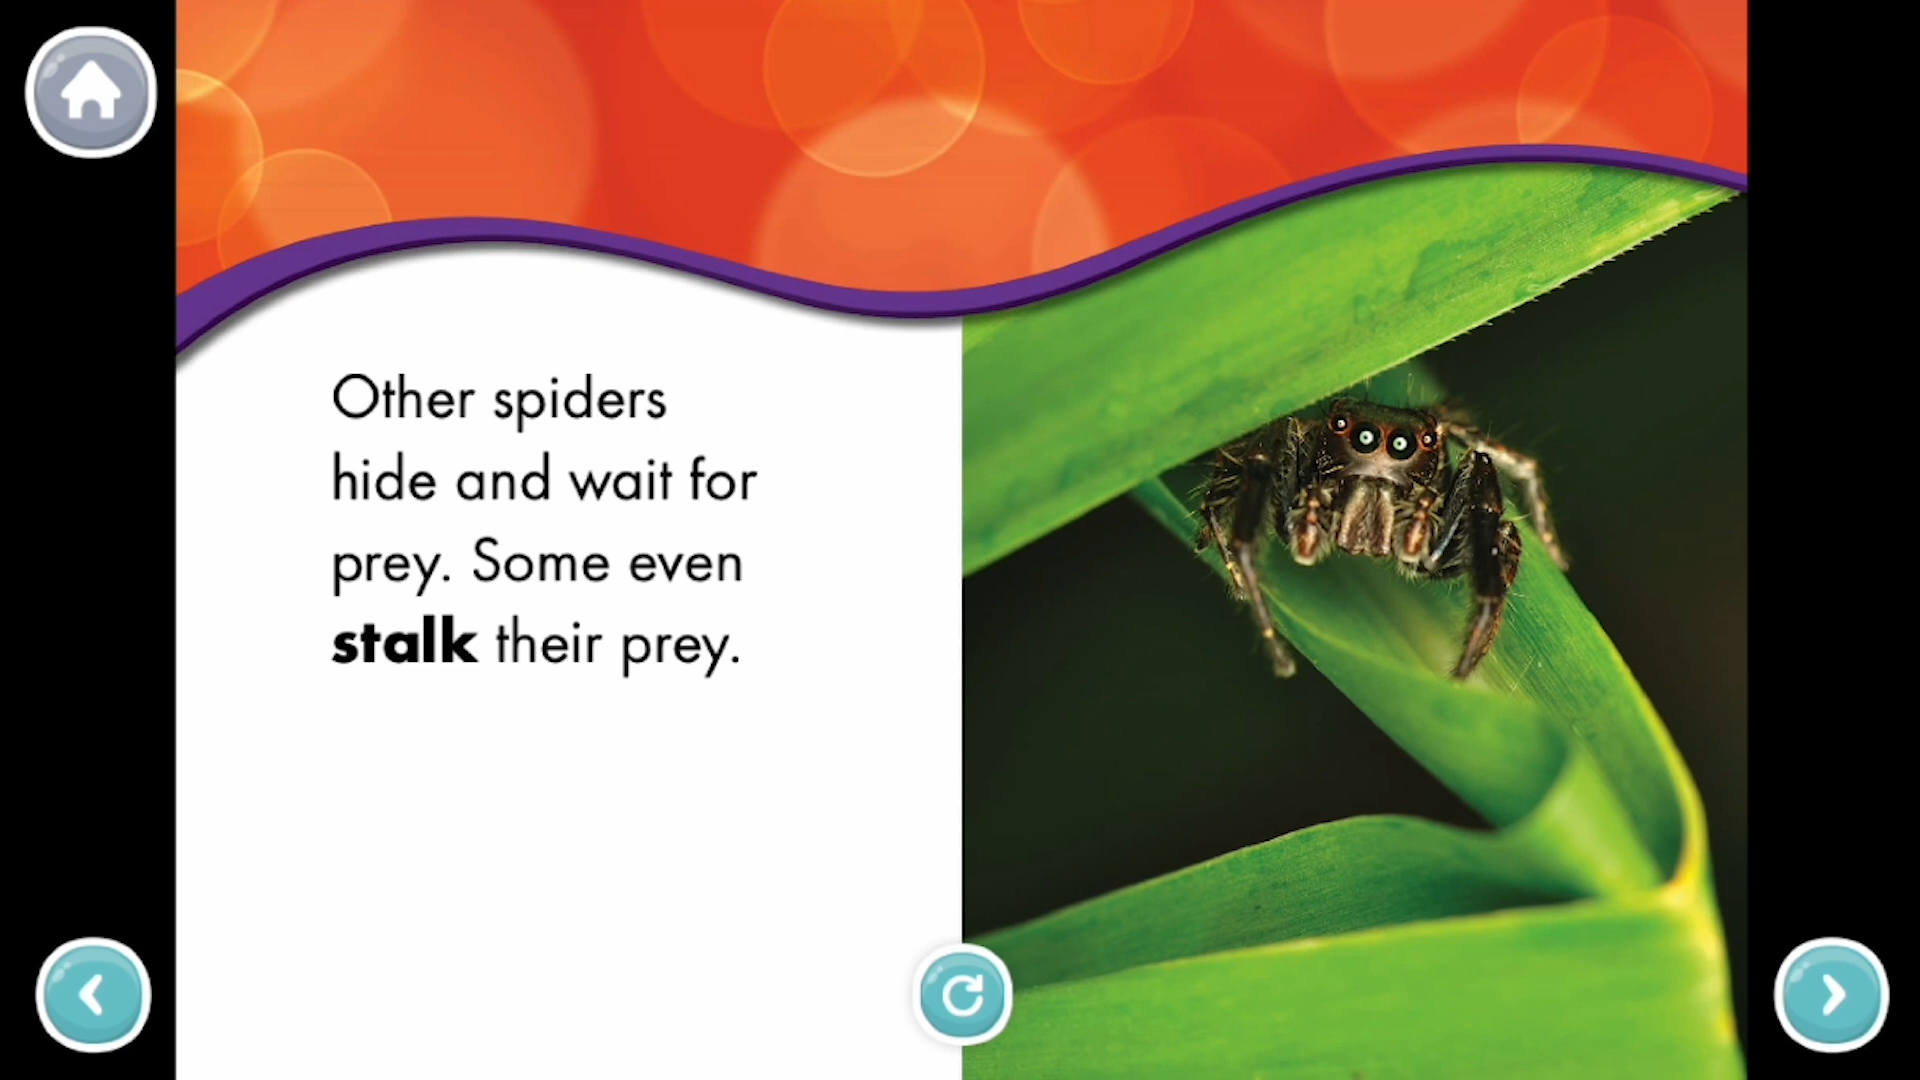 Other spiders
hide and wait for
prey. Some even
stalk their prey.